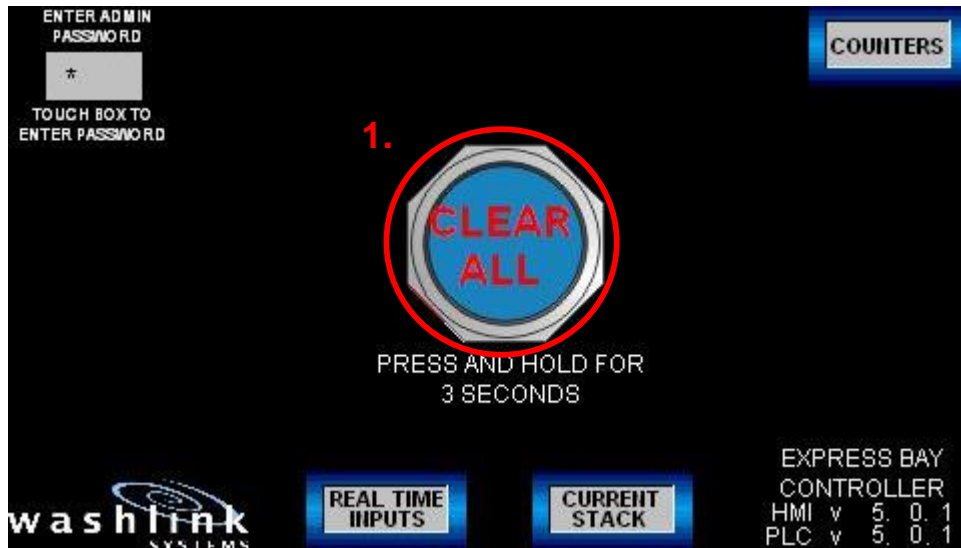 ENTER ADMIN
PASSWORD
*
TOUCH BOX TO
ENTER PASSWORD
COUNTERS
1.
CLEAR
ALL
PRESS AND HOLD FOR
3 SECONDS
REAL TIME
INPUTS
CURRENT
STACK
washlink
SYSTEMS
EXPRESS BAY
CONTROLLER
HMI v 5. 0. 1
PLC v 5. 0. 1